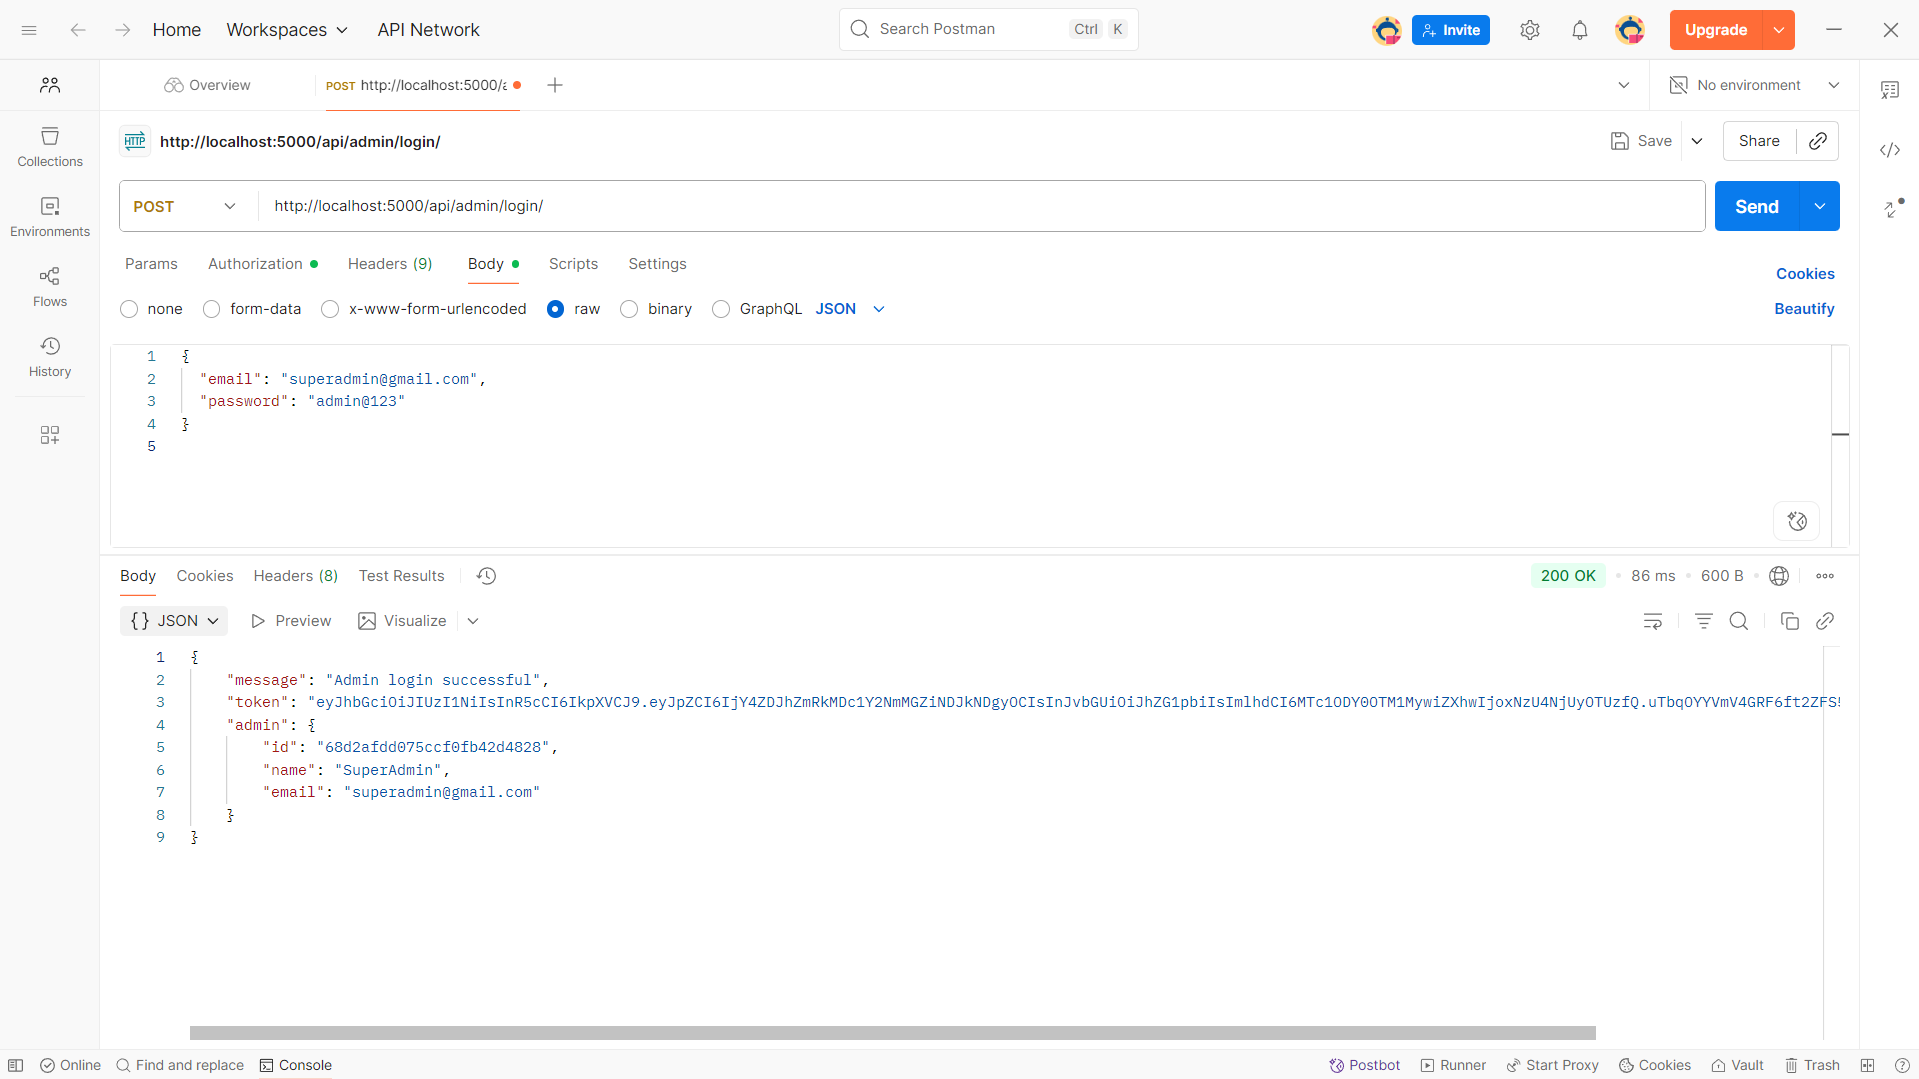 Home Workspaces API Network Search Postman Ctrl K Invite Upgrade
Overview POST http://localhost:5000/a No environment
HTTP http://localhost:5000/api/admin/login/ Save Share
POST http://localhost:5000/api/admin/login/ Send
Params Authorization Headers (9) Body Scripts Settings Cookies
none form-data x-www-form-urlencoded raw binary GraphQL JSON Beautify
Collections
Environments
Flows
History
1 {
2 "email": "superadmin@gmail.com",
3 "password": "admin@123"
4 }
5
Body Cookies Headers (8) Test Results 200 OK 86 ms 600 B
{} JSON Preview Visualize
1 {
2 "message": "Admin login successful",
3 "token": "eyJhbGciOiJIUzI1NiIsInR5cCI6IkpXVCJ9.eyJpZCI6IjY4ZDJhZmRkMDc1Y2NmMGZiNDJkNDgyOCIsInJvbGUiOiJhZG1pbiIsImlhdCI6MTc1ODY0OTM1MywiZXhwIjoxNzU4NjUyOTUzfQ.uTbqOYYVmV4GRF6ft2ZFS5
4 "admin": {
5 "id": "68d2afdd075ccf0fb42d4828",
6 "name": "SuperAdmin",
7 "email": "superadmin@gmail.com"
8 }
9 }
Online Find and replace Console Postbot Runner Start Proxy Cookies Vault Trash